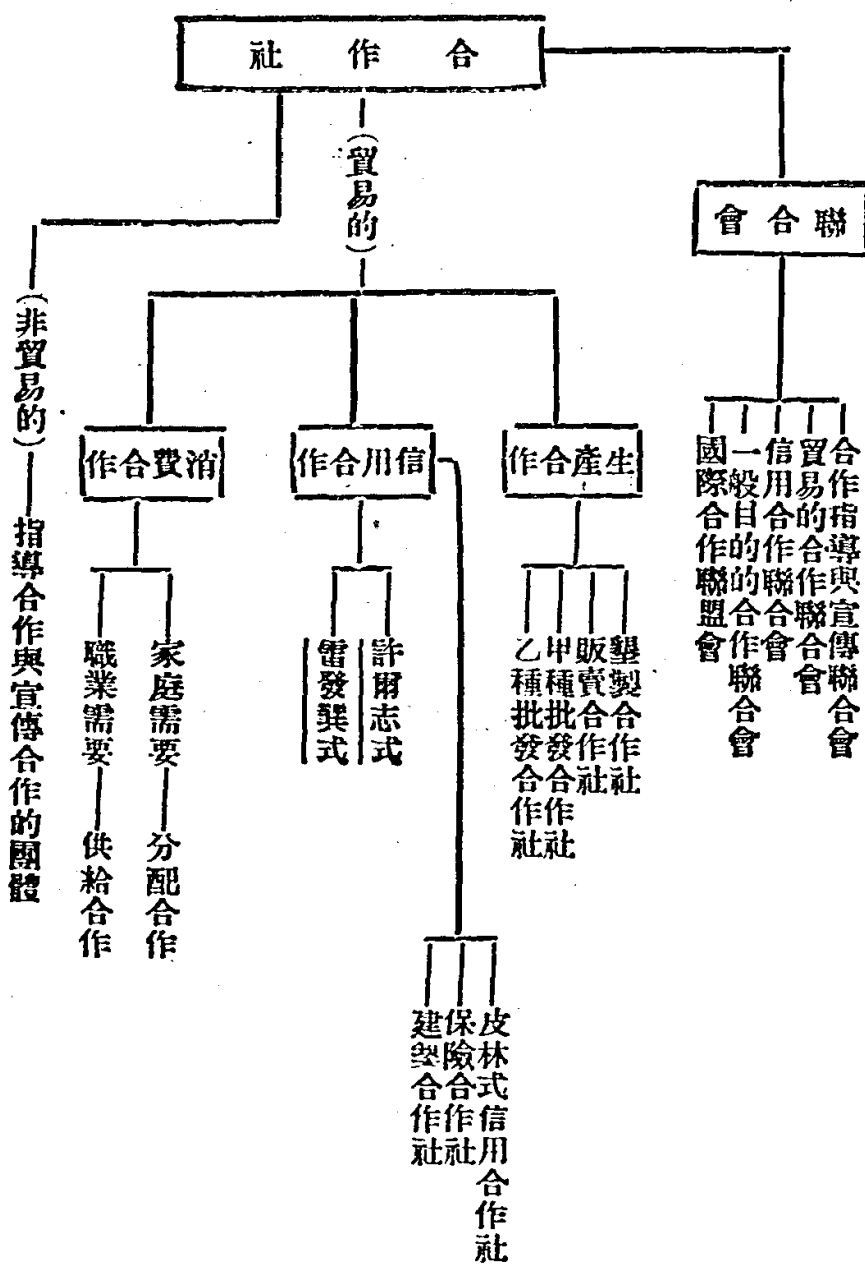 合作社
聯合會
合作指導與宣傳聯合會
貿易的合作聯合會
信用合作聯合會
一般目的的合作聯合會
國際合作聯盟會
（貿易的）
生產合作
墾製合作社
販賣合作社
甲種批發合作社
乙種批發合作社
信用合作
許爾志式
雷發巽式
皮林式信用合作社
保險合作社
建築合作社
消費合作
家庭需要
分配合作
職業需要
供給合作
（非貿易的）
指導合作與宣傳合作的團體